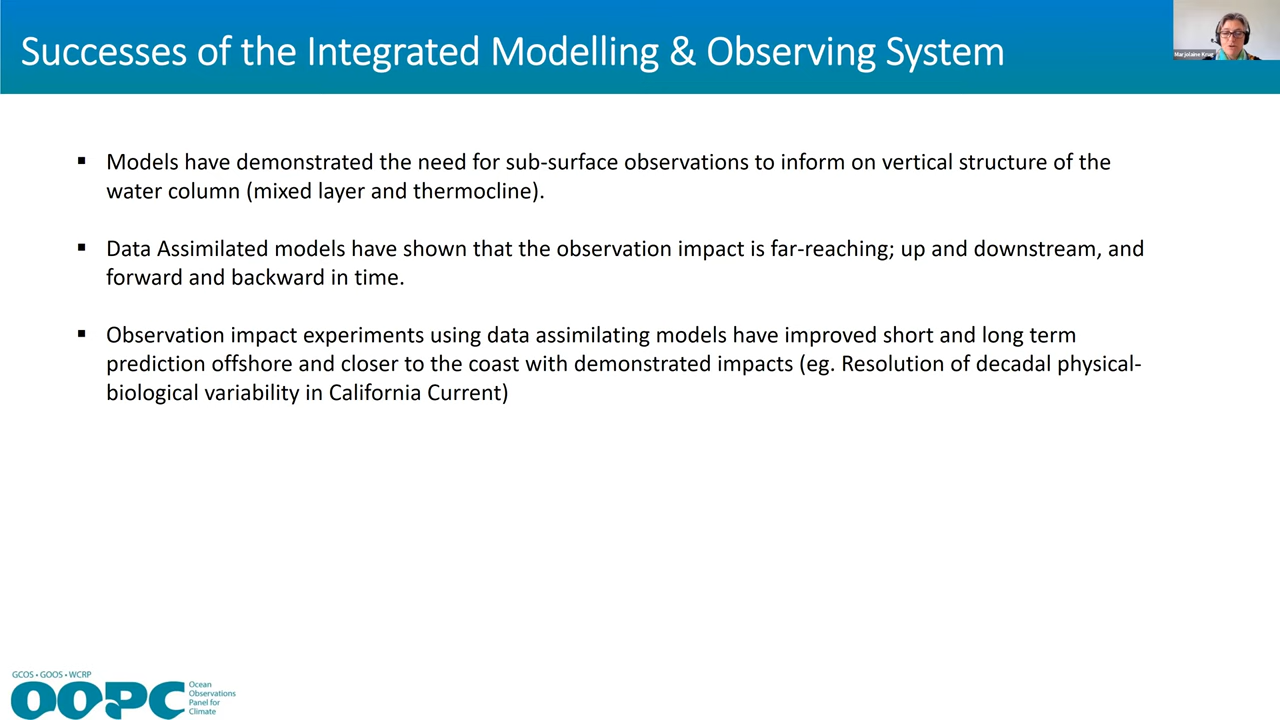 Successes of the Integrated Modelling & Observing System
Marjolaine Krug
▪ Models have demonstrated the need for sub-surface observations to inform on vertical structure of the
water column (mixed layer and thermocline).
▪ Data Assimilated models have shown that the observation impact is far-reaching; up and downstream, and
forward and backward in time.
▪ Observation impact experiments using data assimilating models have improved short and long term
prediction offshore and closer to the coast with demonstrated impacts (eg. Resolution of decadal physical-
biological variability in California Current)
GCOS • GOOS • WCRP
OOPC
Ocean
Observations
Panel for
Climate